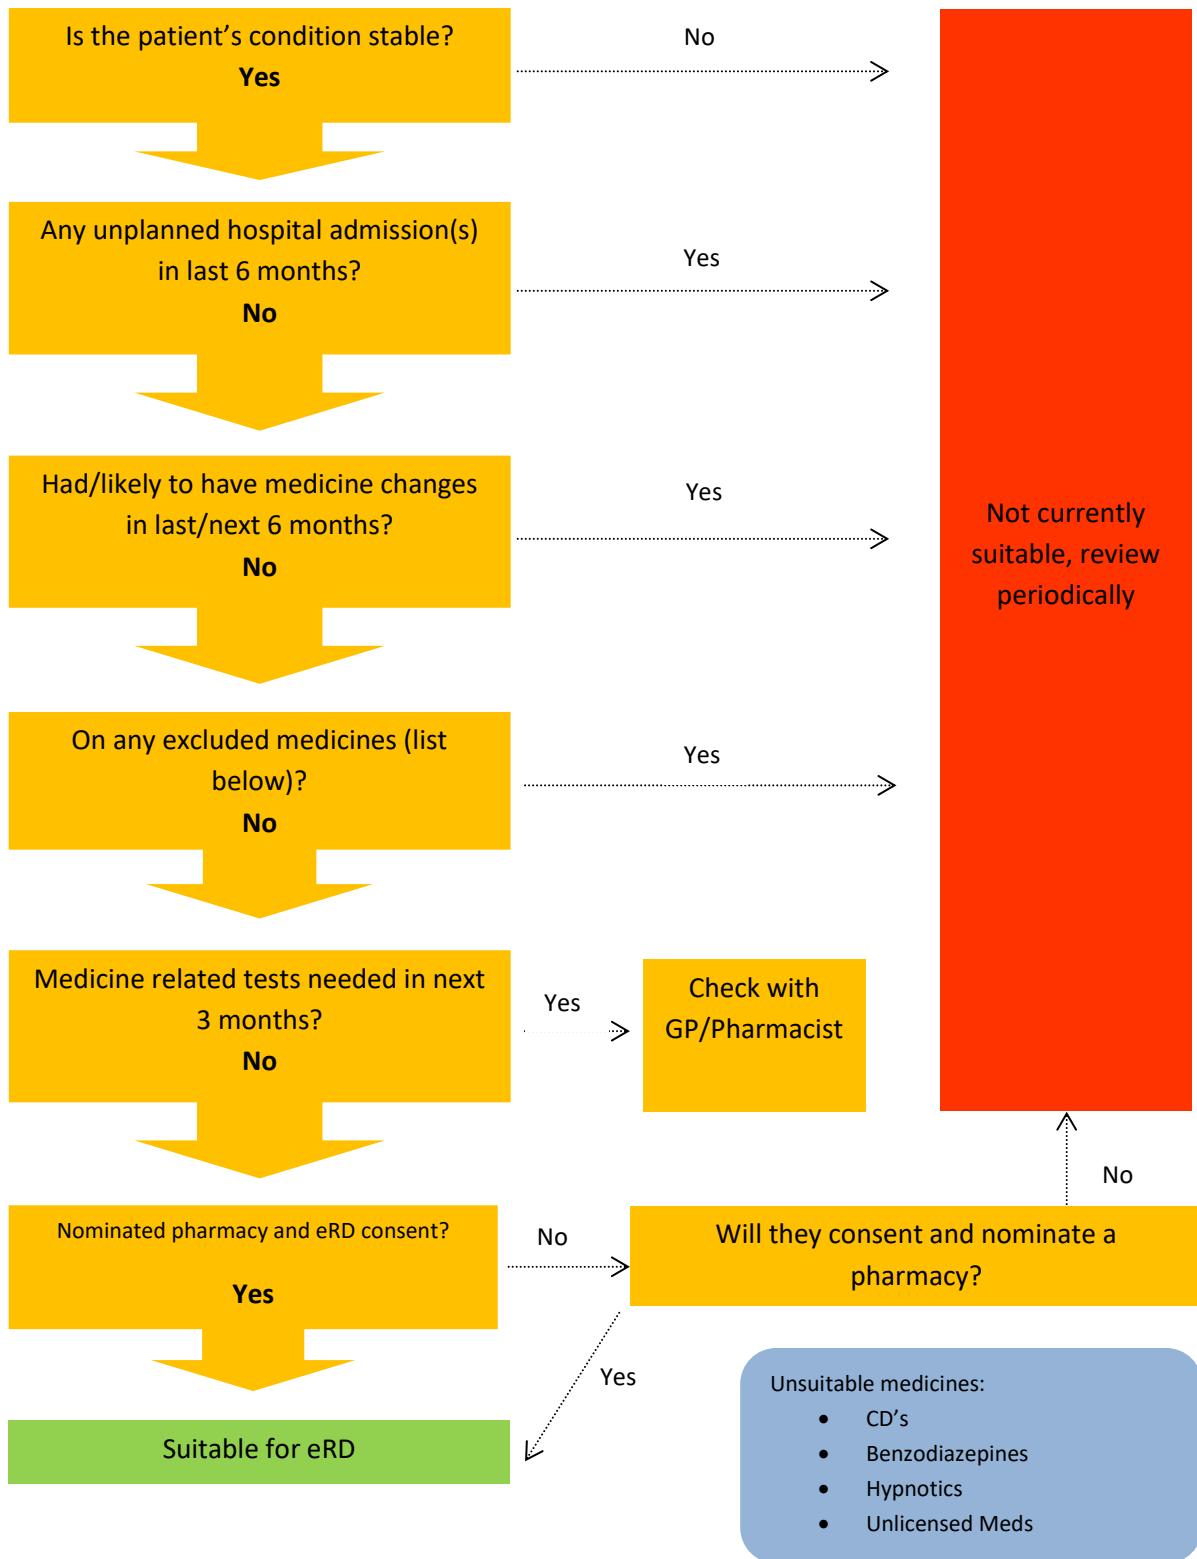 Is the patient’s condition stable?
Yes
No
Any unplanned hospital admission(s)
in last 6 months?
No
Yes
Had/likely to have medicine changes
in last/next 6 months?
No
Yes
Not currently
suitable, review
periodically
On any excluded medicines (list
below)?
No
Yes
Medicine related tests needed in next
3 months?
No
Yes
Check with
GP/Pharmacist
Nominated pharmacy and eRD consent?
Yes
No
Will they consent and nominate a
pharmacy?
No
Yes
Suitable for eRD
Unsuitable medicines:
• CD’s
• Benzodiazepines
• Hypnotics
• Unlicensed Meds